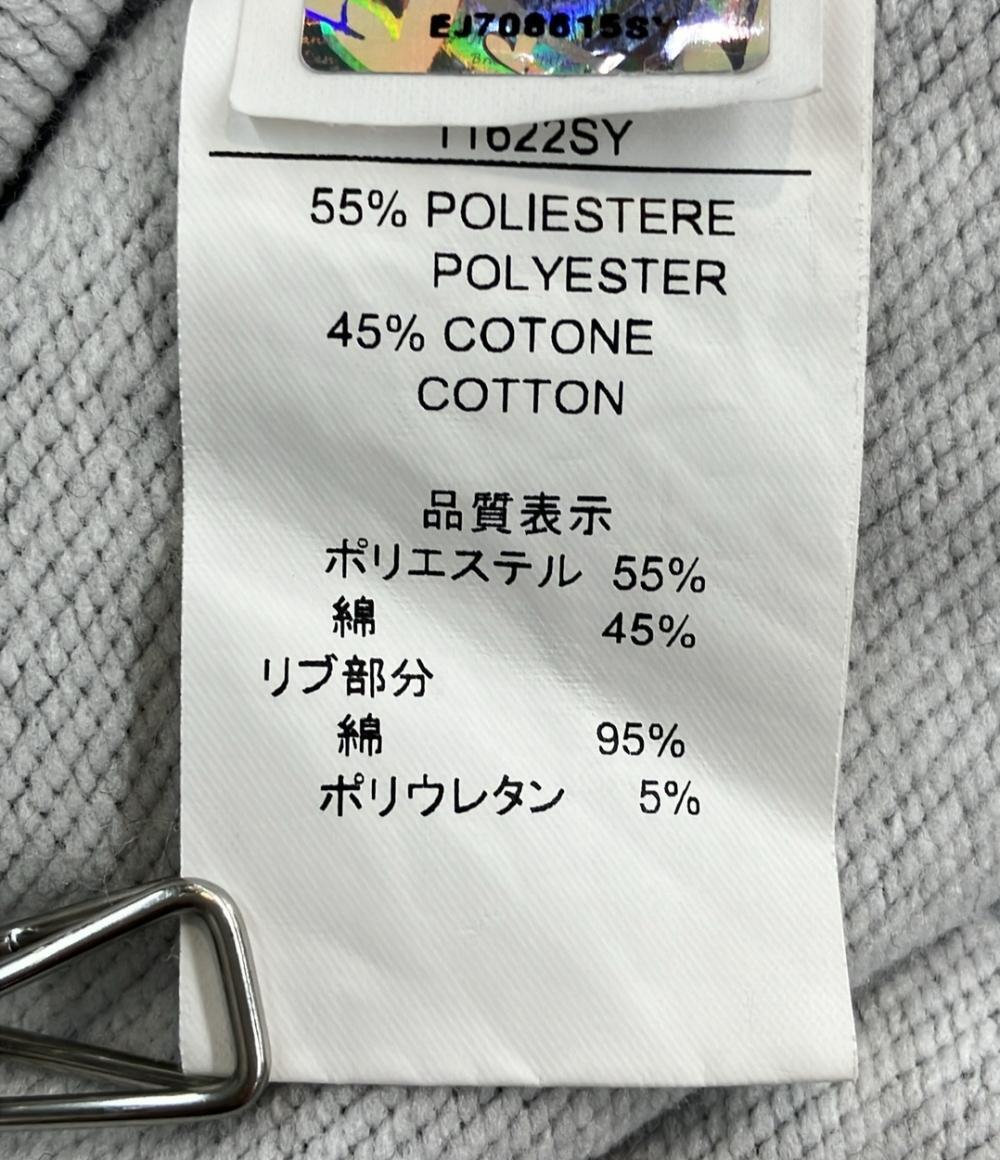 EJ708615SY
11622SY
55% POLIESTERE
POLYESTER
45% COTONE
COTTON
品質表示
ポリエステル 55%
綿 45%
リブ部分
綿 95%
ポリウレタン 5%